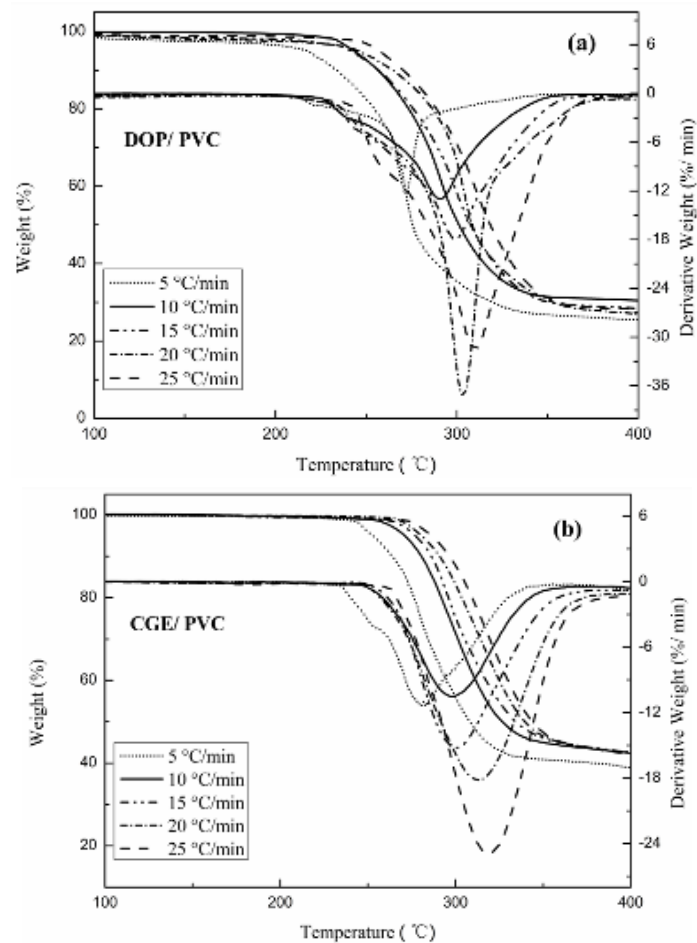 (a)
100
80
60
40
20
0
Weight (%)
6
0
-6
-12
-18
-24
-30
-36
Derivative Weight (%/ min)
DOP/ PVC
5 °C/min
10 °C/min
15 °C/min
20 °C/min
25 °C/min
100
200
300
400
Temperature ( ℃)
(b)
100
80
60
40
20
Weight (%)
6
0
-6
-12
-18
-24
Derivative Weight (%/ min)
CGE/ PVC
5 °C/min
10 °C/min
15 °C/min
20 °C/min
25 °C/min
100
200
300
400
Temperature ( ℃)